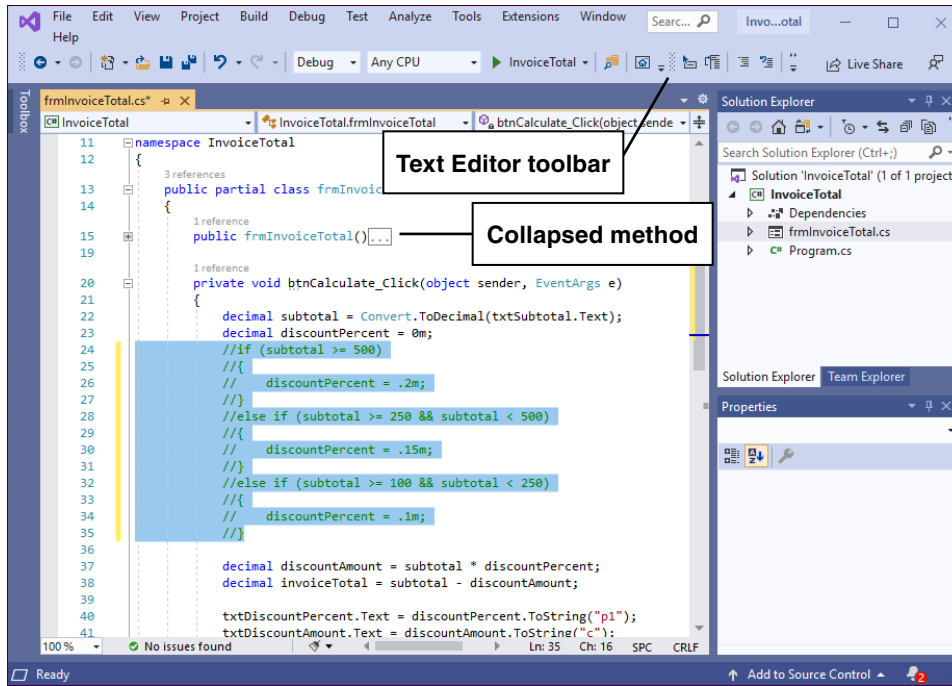 File Edit View Project Build Debug Test Analyze Tools Extensions Window Searc... Invo...otal
Help
Debug Any CPU InvoiceTotal Live Share
Toolbox
frmInvoiceTotal.cs*
C# InvoiceTotal InvoiceTotal.frmInvoiceTotal btnCalculate_Click(object sende
11 namespace InvoiceTotal
12 {
3 references
13 public partial class frmInvoic
14 {
1 reference
15 public frmInvoiceTotal()...
19
1 reference
20 private void btnCalculate_Click(object sender, EventArgs e)
21 {
22 decimal subtotal = Convert.ToDecimal(txtSubtotal.Text);
23 decimal discountPercent = 0m;
24 //if (subtotal >= 500)
25 //{
26 //    discountPercent = .2m;
27 //}
28 //else if (subtotal >= 250 && subtotal < 500)
29 //{
30 //    discountPercent = .15m;
31 //}
32 //else if (subtotal >= 100 && subtotal < 250)
33 //{
34 //    discountPercent = .1m;
35 //}
36
37 decimal discountAmount = subtotal * discountPercent;
38 decimal invoiceTotal = subtotal - discountAmount;
39
40 txtDiscountPercent.Text = discountPercent.ToString("p1");
41 txtDiscountAmount.Text = discountAmount.ToString("c");
Text Editor toolbar
Collapsed method
100 % No issues found Ln: 35 Ch: 16 SPC CRLF
Solution Explorer
Search Solution Explorer (Ctrl+;)
Solution 'InvoiceTotal' (1 of 1 project
C# InvoiceTotal
Dependencies
frmInvoiceTotal.cs
C# Program.cs
Solution Explorer Team Explorer
Properties
Ready Add to Source Control 2